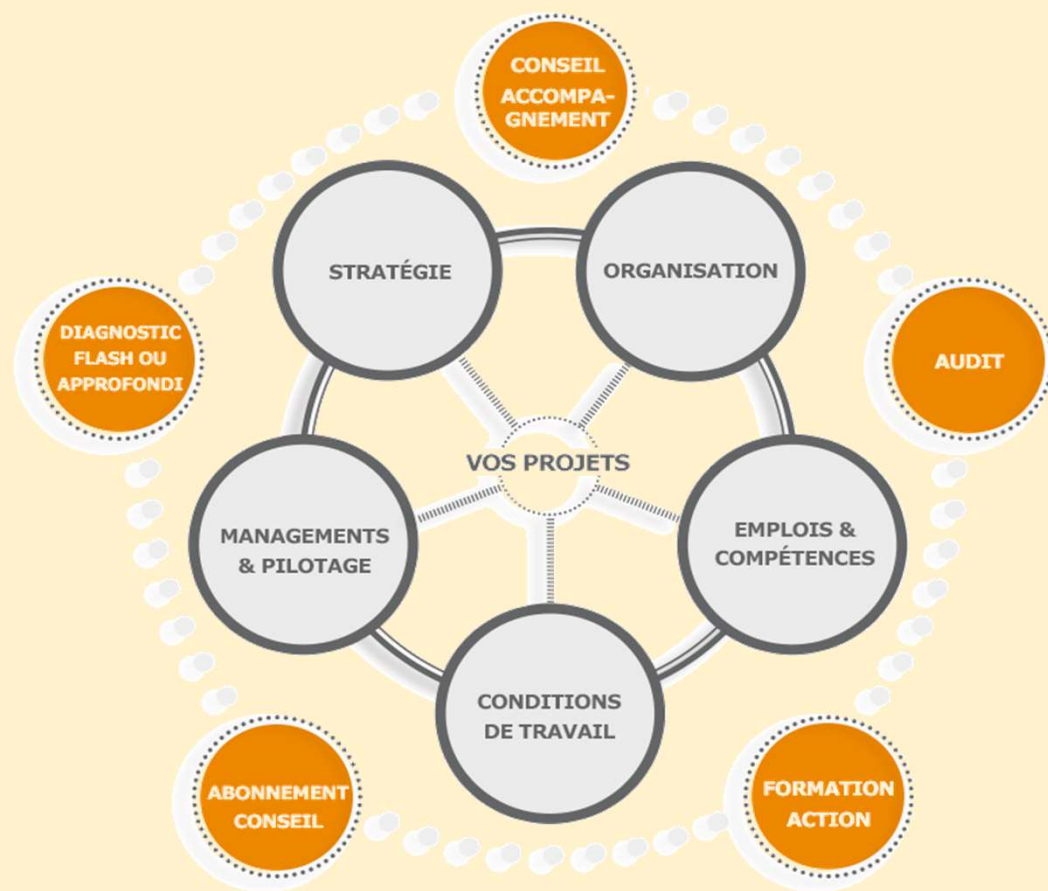 CONSEIL
ACCOMPA-
GNEMENT
STRATÉGIE
ORGANISATION
DIAGNOSTIC
FLASH OU
APPROFONDI
AUDIT
VOS PROJETS
MANAGEMENTS
& PILOTAGE
EMPLOIS &
COMPÉTENCES
CONDITIONS
DE TRAVAIL
ABONNEMENT
CONSEIL
FORMATION
ACTION